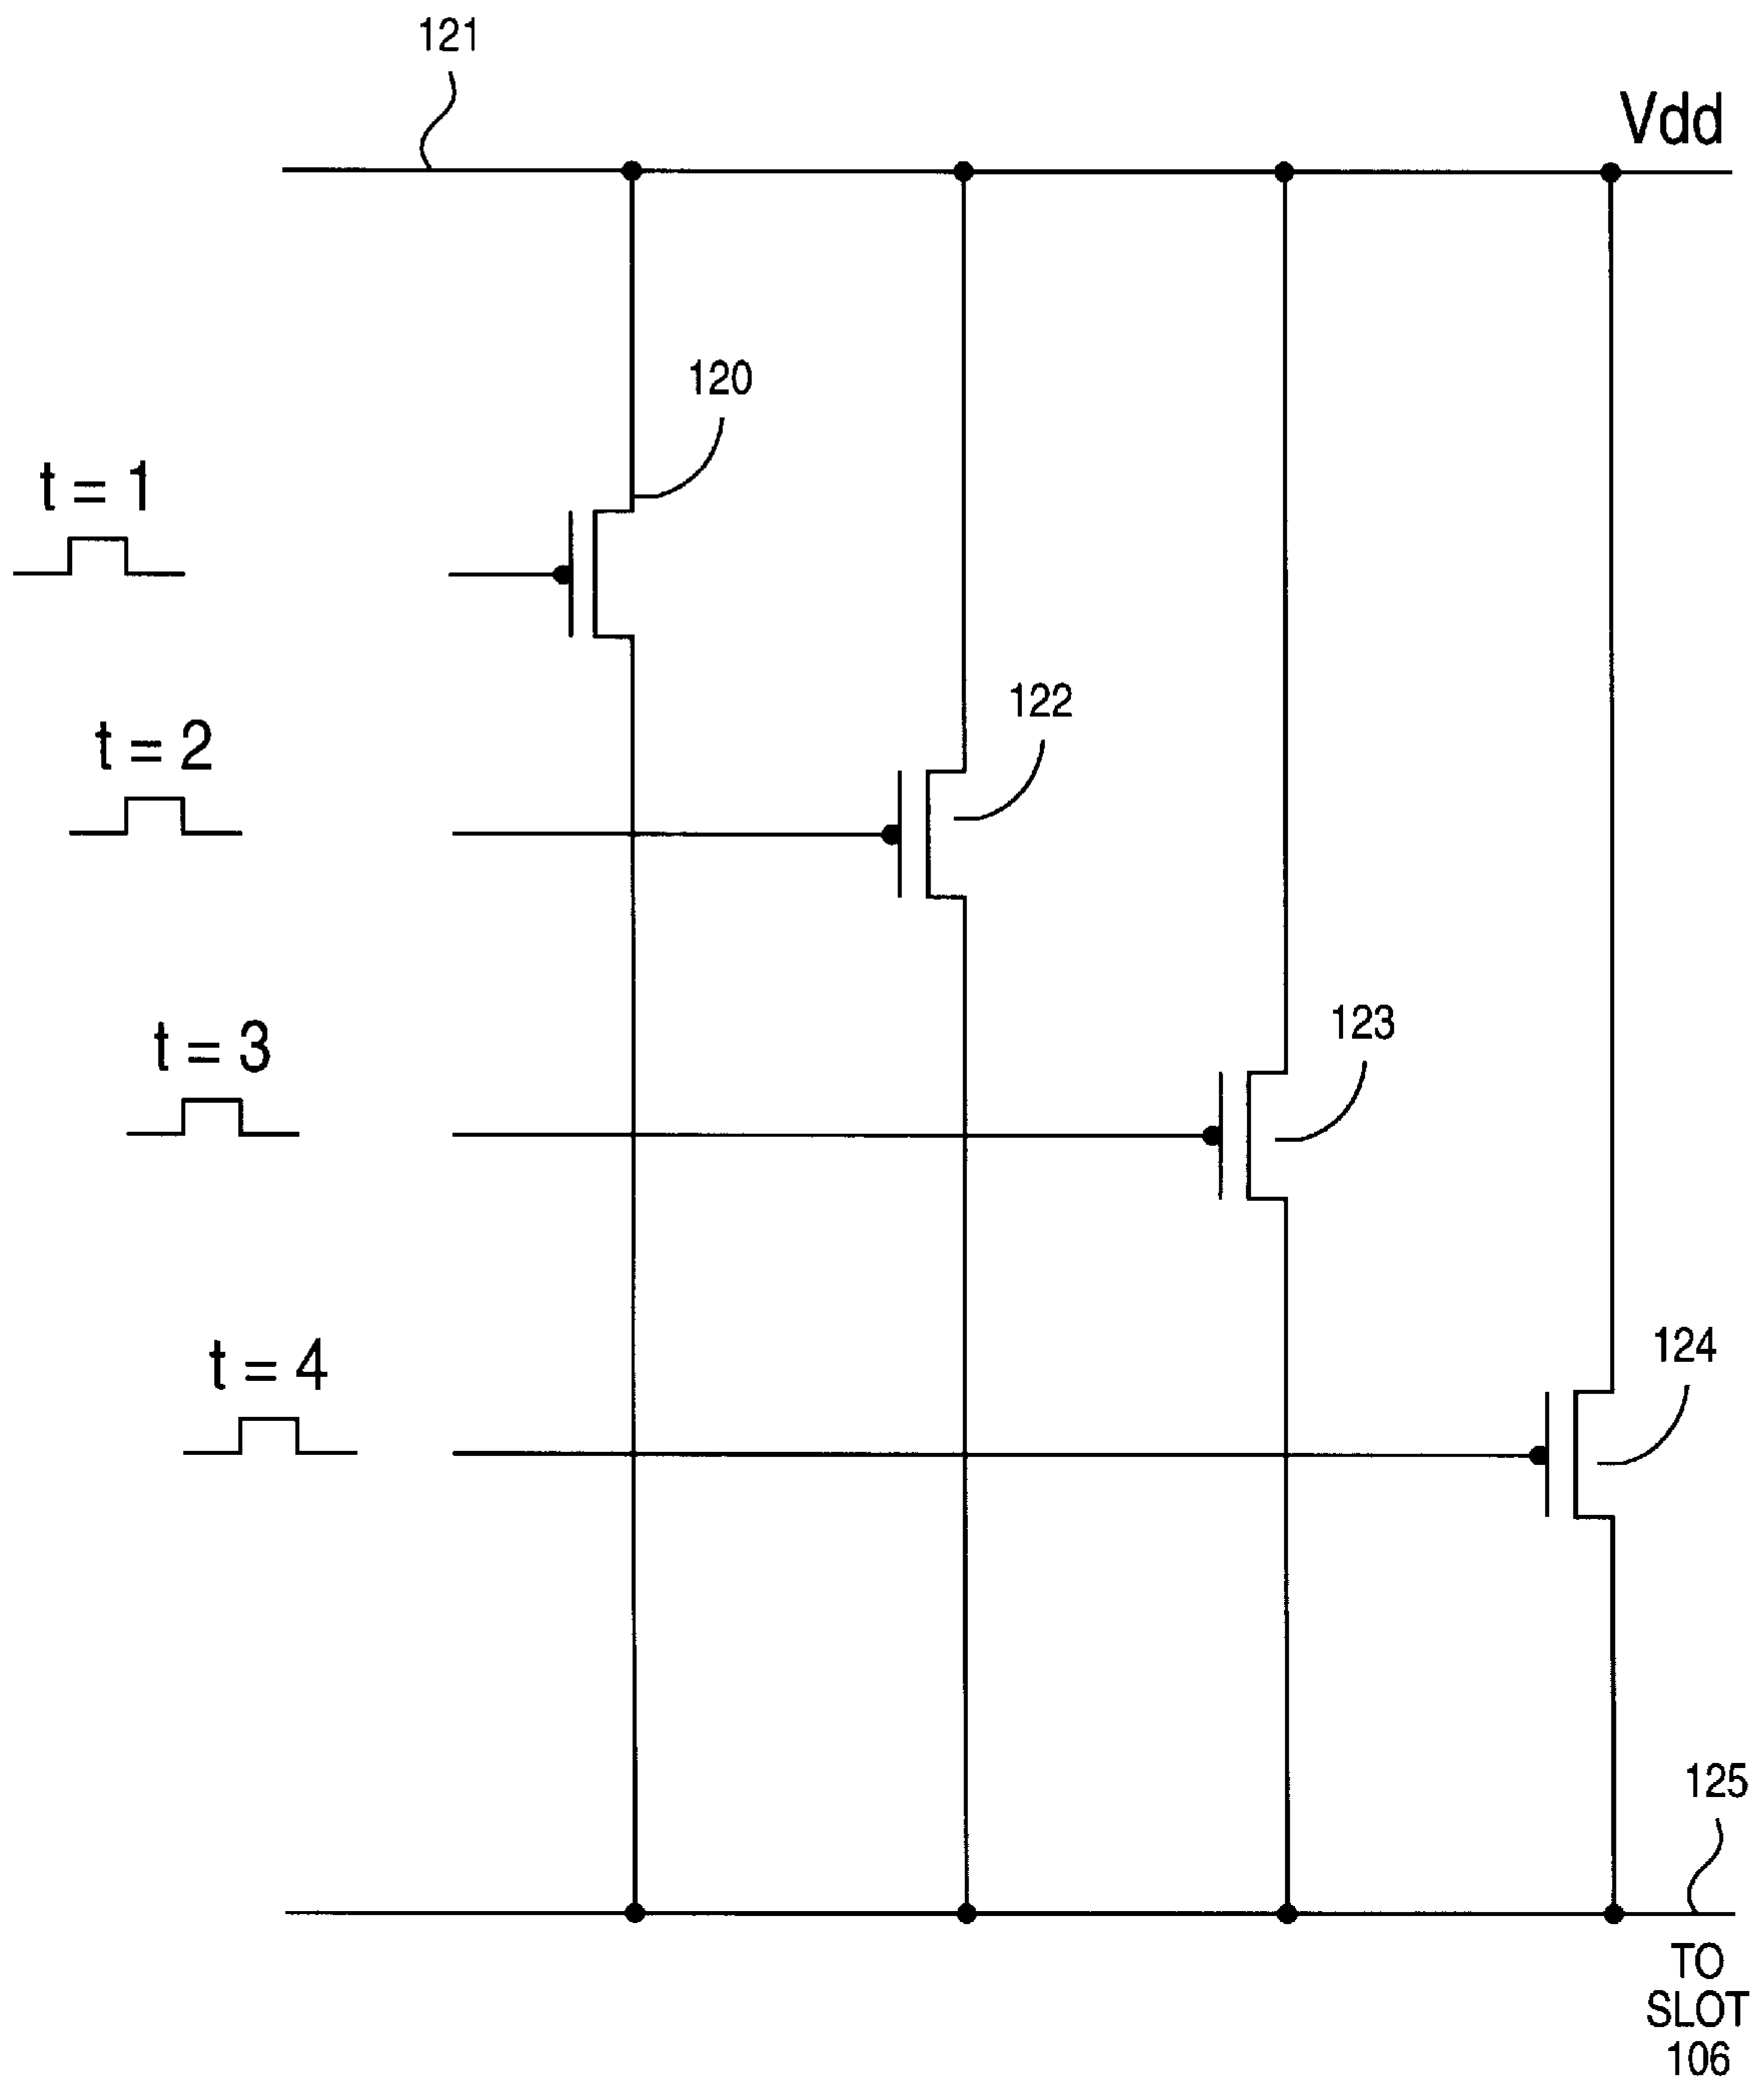 121
Vdd
120
t = 1
122
t = 2
123
t = 3
124
t = 4
125
TO
SLOT
106